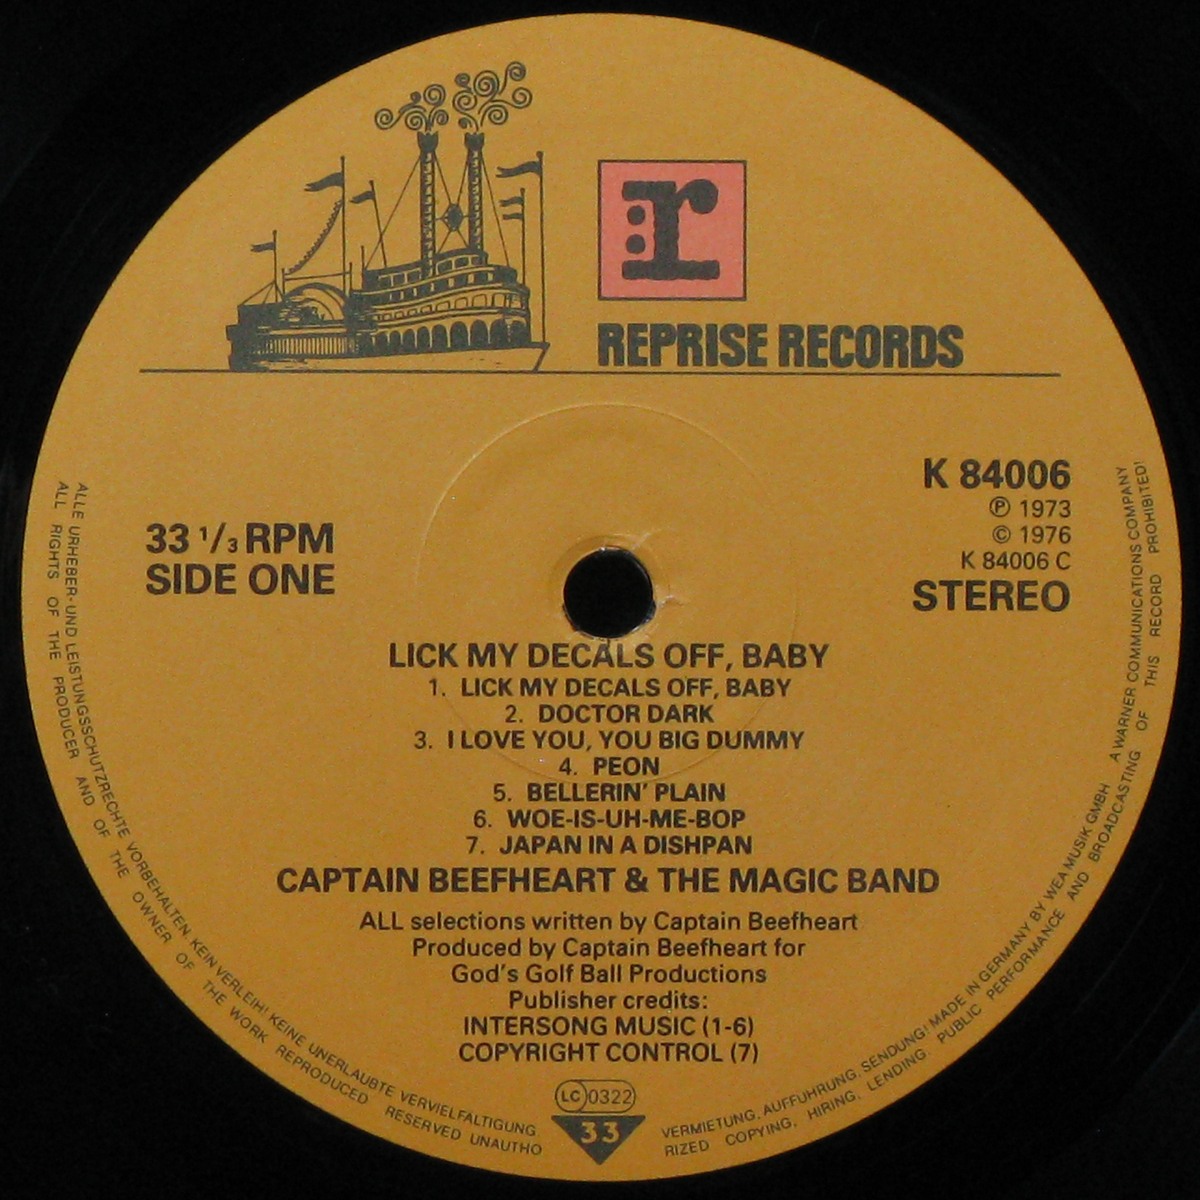 r
REPRISE RECORDS
K 84006
℗ 1973
© 1976
K 84006 C
STEREO
33 1/3 RPM
SIDE ONE
LICK MY DECALS OFF, BABY
1. LICK MY DECALS OFF, BABY
2. DOCTOR DARK
3. I LOVE YOU, YOU BIG DUMMY
4. PEON
5. BELLERIN' PLAIN
6. WOE-IS-UH-ME-BOP
7. JAPAN IN A DISHPAN
CAPTAIN BEEFHEART & THE MAGIC BAND
ALL selections written by Captain Beefheart
Produced by Captain Beefheart for
God's Golf Ball Productions
Publisher credits:
INTERSONG MUSIC (1-6)
COPYRIGHT CONTROL (7)
LC 0322
33
ALLE URHEBER- UND LEISTUNGSSCHUTZRECHTE VORBEHALTEN. KEIN VERLEIH! KEINE UNERLAUBTE VERVIELFÄLTIGUNG, VERMIETUNG, AUFFÜHRUNG, SENDUNG! MADE IN GERMANY BY WEA MUSIK GMBH A WARNER COMMUNICATIONS COMPANY
ALL RIGHTS OF THE PRODUCER AND OF THE OWNER OF THE WORK REPRODUCED RESERVED UNAUTHORIZED COPYING, HIRING, LENDING, PUBLIC PERFORMANCE AND BROADCASTING OF THIS RECORD PROHIBITED!